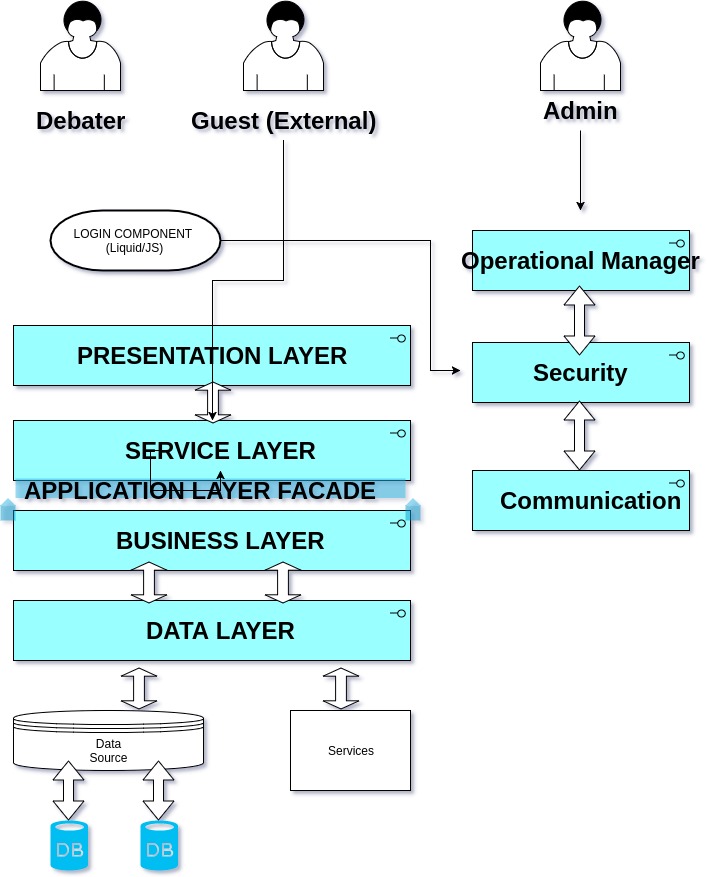 Debater
Guest (External)
Admin
LOGIN COMPONENT
(Liquid/JS)
Operational Manager
PRESENTATION LAYER
Security
SERVICE LAYER
APPLICATION LAYER FACADE
Communication
BUSINESS LAYER
DATA LAYER
Data
Source
Services
DB
DB